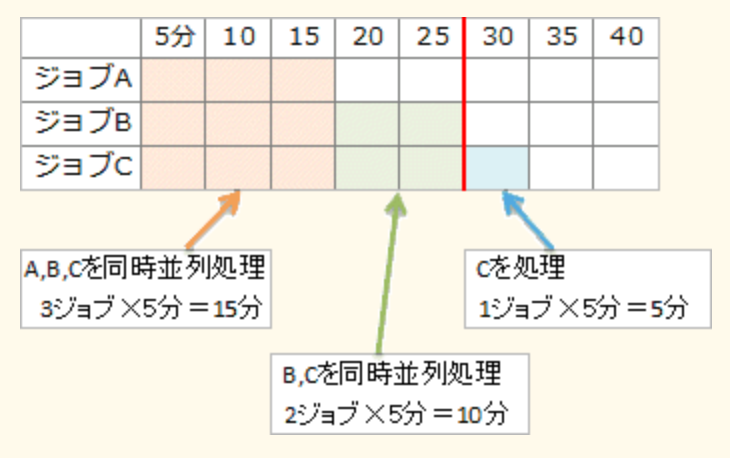 5分 10 15 20 25 30 35 40
ジョブA
ジョブB
ジョブC
A,B,Cを同時並列処理
3ジョブ×5分＝15分
Cを処理
1ジョブ×5分＝5分
B,Cを同時並列処理
2ジョブ×5分＝10分